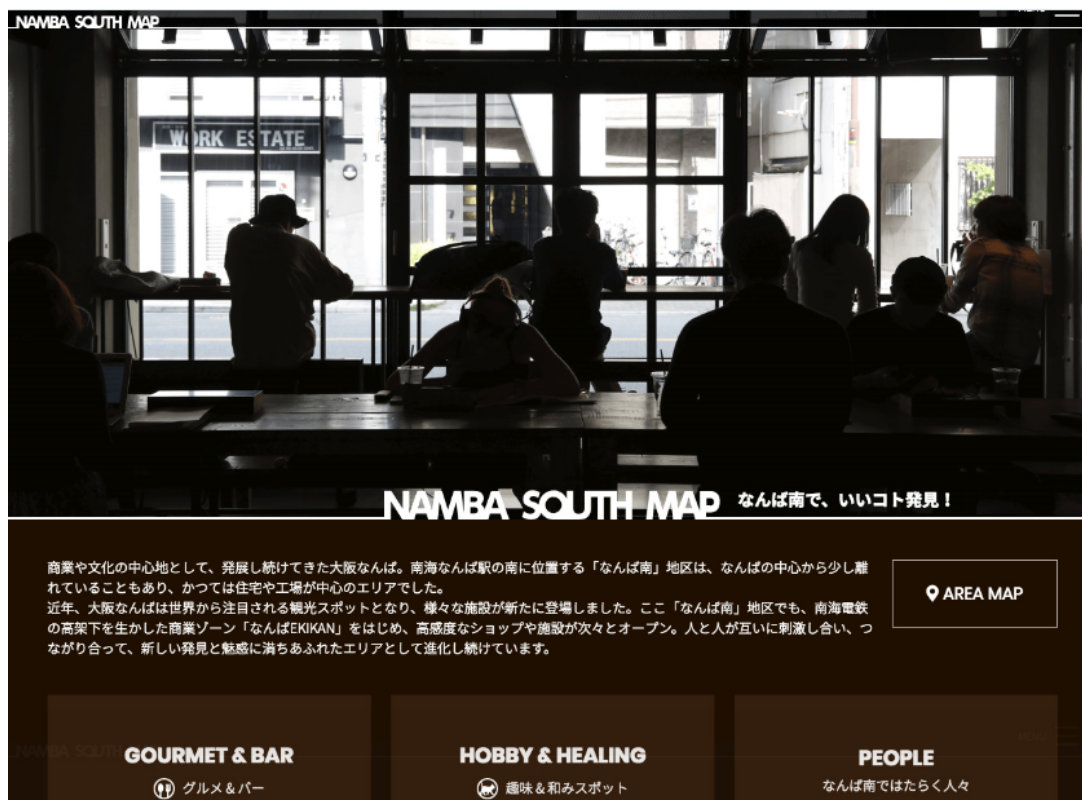 NAMBA SOUTH MAP
WORK ESTATE
NAMBA SOUTH MAP なんば南で、いいコト発見！
商業や文化の中心地として、発展し続けてきた大阪なんば。南海なんば駅の南に位置する「なんば南」地区は、なんばの中心から少し離
れていることもあり、かつては住宅や工場が中心のエリアでした。
近年、大阪なんばは世界から注目される観光スポットとなり、様々な施設が新たに登場しました。ここ「なんば南」地区でも、南海電鉄
の高架下を生かした商業ゾーン「なんばEKIKAN」をはじめ、高感度なショップや施設が次々とオープン。人と人が互いに刺激し合い、つ
ながり合って、新しい発見と魅惑に満ちあふれたエリアとして進化し続けています。
AREA MAP
GOURMET & BAR
グルメ＆バー
HOBBY & HEALING
趣味＆和みスポット
PEOPLE
なんば南ではたらく人々